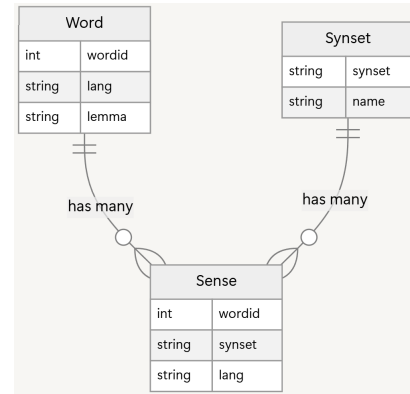 Word
int wordid
string lang
string lemma
Synset
string synset
string name
has many
has many
Sense
int wordid
string synset
string lang